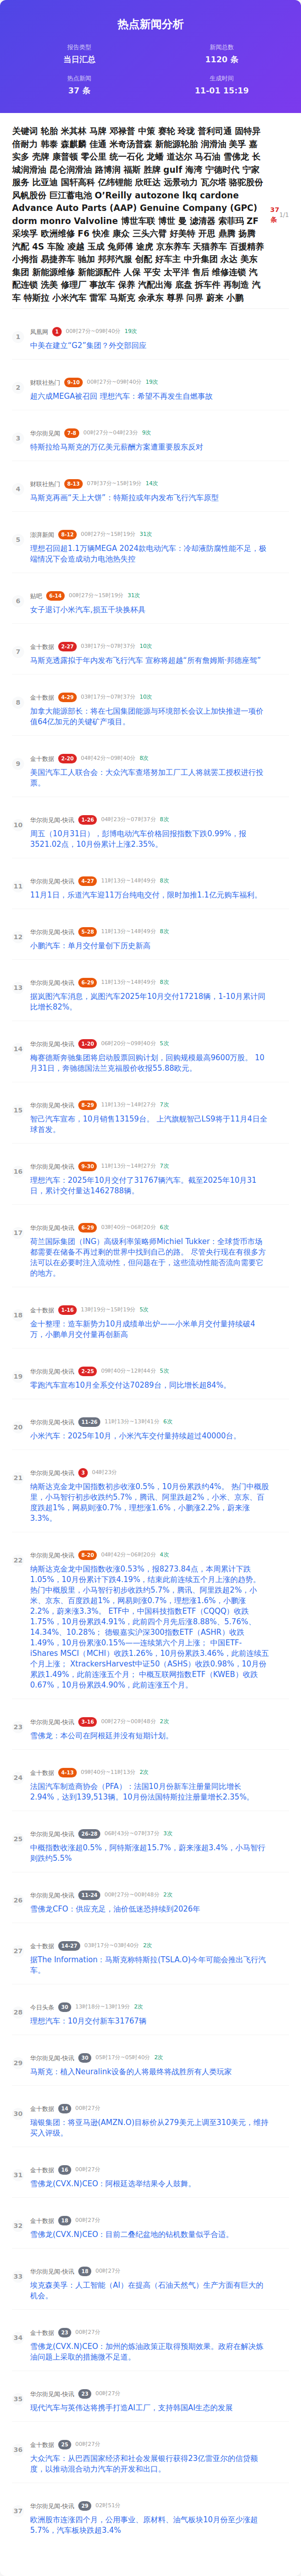 热点新闻分析
报告类型
当日汇总
新闻总数
1120 条
热点新闻
37 条
生成时间
11-01 15:19
关键词 轮胎 米其林 马牌 邓禄普 中策 赛轮 玲珑 普利司通 固特异
倍耐力 韩泰 森麒麟 佳通 米奇汤普森 新能源轮胎 润滑油 美孚 嘉
实多 壳牌 康普顿 零公里 统一石化 龙蟠 道达尔 马石油 雪佛龙 长
城润滑油 昆仑润滑油 路博润 福斯 胜牌 gulf 海湾 宁德时代 宁家
服务 比亚迪 国轩高科 亿纬锂能 欣旺达 远景动力 瓦尔塔 骆驼股份
风帆股份 巨江蓄电池 O’Reilly autozone lkq cardone
Advance Auto Parts (AAP) Genuine Company (GPC)
dorm monro Valvoline 博世车联 博世 曼 滤清器 索菲玛 ZF
采埃孚 欧洲维修 F6 快准 康众 三头六臂 好美特 开思 鼎腾 扬腾
汽配 4S 车险 凌越 玉成 兔师傅 途虎 京东养车 天猫养车 百援精养
小拇指 易捷养车 驰加 邦邦汽服 创配 好车主 中升集团 永达 美东
集团 新能源维修 新能源配件 人保 平安 太平洋 售后 维修连锁 汽
配连锁 洗美 修理厂 事故车 保养 汽配出海 底盘 拆车件 再制造 汽
车 特斯拉 小米汽车 雷军 马斯克 余承东 尊界 问界 蔚来 小鹏
37
条
1/1
1
凤凰网 1 00时27分~09时40分 19次
中美在建立“G2”集团？外交部回应
2
财联社热门 9-10 00时27分~09时40分 19次
超六成MEGA被召回 理想汽车：希望不再发生自燃事故
3
华尔街见闻 7-8 00时27分~04时23分 9次
特斯拉给马斯克的万亿美元薪酬方案遭重要股东反对
4
财联社热门 8-13 07时37分~15时19分 14次
马斯克再画“天上大饼”：特斯拉或年内发布飞行汽车原型
5
澎湃新闻 8-12 00时27分~15时19分 31次
理想召回超1.1万辆MEGA 2024款电动汽车：冷却液防腐性能不足，极
端情况下会造成动力电池热失控
6
贴吧 6-14 00时27分~15时19分 31次
女子退订小米汽车,损五千块换杯具
7
金十数据 2-27 03时17分~07时37分 10次
马斯克透露拟于年内发布飞行汽车 宣称将超越“所有詹姆斯·邦德座驾”
8
金十数据 4-29 03时17分~07时37分 10次
加拿大能源部长：将在七国集团能源与环境部长会议上加快推进一项价
值64亿加元的关键矿产项目。
9
金十数据 2-20 04时42分~09时40分 8次
美国汽车工人联合会：大众汽车查塔努加工厂工人将就罢工授权进行投
票。
10
华尔街见闻-快讯 1-26 04时23分~07时37分 8次
周五（10月31日），彭博电动汽车价格回报指数下跌0.99%，报
3521.02点，10月份累计上涨2.35%。
11
华尔街见闻-快讯 4-27 11时13分~14时49分 8次
11月1日，乐道汽车迎11万台纯电交付，限时加推1.1亿元购车福利。
12
华尔街见闻-快讯 5-28 11时13分~14时49分 8次
小鹏汽车：单月交付量创下历史新高
13
华尔街见闻-快讯 6-29 11时13分~14时49分 8次
据岚图汽车消息，岚图汽车2025年10月交付17218辆，1-10月累计同
比增长82%。
14
华尔街见闻-快讯 1-20 06时20分~09时40分 5次
梅赛德斯奔驰集团将启动股票回购计划，回购规模最高9600万股。 10
月31日，奔驰德国法兰克福股价收报55.88欧元。
15
华尔街见闻-快讯 8-29 11时13分~14时27分 7次
智己汽车宣布，10月销售13159台。 上汽旗舰智己LS9将于11月4日全
球首发。
16
华尔街见闻-快讯 9-30 11时13分~14时27分 7次
理想汽车：2025年10月交付了31767辆汽车。截至2025年10月31
日，累计交付量达1462788辆。
17
华尔街见闻-快讯 6-29 03时40分~06时20分 6次
荷兰国际集团（ING）高级利率策略师Michiel Tukker：全球货币市场
都需要在储备不再过剩的世界中找到自己的路。 尽管央行现在有很多方
法可以在必要时注入流动性，但问题在于，这些流动性能否流向需要它
的地方。
18
金十数据 1-16 13时19分~15时19分 5次
金十整理：造车新势力10月成绩单出炉——小米单月交付量持续破4
万，小鹏单月交付量再创新高
19
华尔街见闻-快讯 2-25 09时40分~12时44分 5次
零跑汽车宣布10月全系交付达70289台，同比增长超84%。
20
华尔街见闻-快讯 11-26 11时13分~13时41分 6次
小米汽车：2025年10月，小米汽车交付量持续超过40000台。
21
华尔街见闻-快讯 3 04时23分
纳斯达克金龙中国指数初步收涨0.5%，10月份累跌约4%。 热门中概股
里，小马智行初步收跌约5.7%，腾讯、阿里跌超2%，小米、京东、百
度跌超1%，网易则涨0.7%，理想涨1.6%，小鹏涨2.2%，蔚来涨
3.3%。
22
华尔街见闻-快讯 8-20 04时42分~06时20分 4次
纳斯达克金龙中国指数收涨0.53%，报8273.84点，本周累计下跌
1.05%，10月份累计下跌4.19%，结束此前连续五个月上涨的趋势。
热门中概股里，小马智行初步收跌约5.7%，腾讯、阿里跌超2%，小
米、京东、百度跌超1%，网易则涨0.7%，理想涨1.6%，小鹏涨
2.2%，蔚来涨3.3%。 ETF中，中国科技指数ETF（CQQQ）收跌
1.75%，10月份累跌4.91%，此前四个月先后涨8.88%、5.76%、
14.34%、10.28%； 德银嘉实沪深300指数ETF（ASHR）收跌
1.49%，10月份累涨0.15%——连续第六个月上涨； 中国ETF-
iShares MSCI（MCHI）收跌1.26%，10月份累跌3.46%，此前连续五
个月上涨； XtrackersHarvest中证50（ASHS）收跌0.98%，10月份
累跌1.49%，此前连涨五个月； 中概互联网指数ETF（KWEB）收跌
0.67%，10月份累跌4.90%，此前连涨五个月。
23
华尔街见闻-快讯 3-16 00时27分~00时48分 2次
雪佛龙：本公司在阿根廷并没有短期计划。
24
金十数据 4-13 09时40分~11时13分 2次
法国汽车制造商协会（PFA）：法国10月份新车注册量同比增长
2.94%，达到139,513辆。10月份法国特斯拉注册量增长2.35%。
25
华尔街见闻-快讯 26-28 06时43分~07时37分 3次
中概指数收涨超0.5%，阿特斯涨超15.7%，蔚来涨超3.4%，小马智行
则跌约5.5%
26
华尔街见闻-快讯 11-24 00时27分~00时48分 2次
雪佛龙CFO：供应充足，油价低迷恐持续到2026年
27
金十数据 14-27 03时17分~03时40分 2次
据The Information：马斯克称特斯拉(TSLA.O)今年可能会推出飞行汽
车。
28
今日头条 30 13时18分~13时19分 2次
理想汽车：10月交付新车31767辆
29
华尔街见闻-快讯 30 05时17分~05时40分 2次
马斯克：植入Neuralink设备的人将最终将战胜所有人类玩家
30
金十数据 14 00时27分
瑞银集团：将亚马逊(AMZN.O)目标价从279美元上调至310美元，维持
买入评级。
31
金十数据 16 00时27分
雪佛龙(CVX.N)CEO：阿根廷选举结果令人鼓舞。
32
金十数据 18 00时27分
雪佛龙(CVX.N)CEO：目前二叠纪盆地的钻机数量似乎合适。
33
华尔街见闻-快讯 18 00时27分
埃克森美孚：人工智能（AI）在提高（石油天然气）生产方面有巨大的
机会。
34
金十数据 23 00时27分
雪佛龙(CVX.N)CEO：加州的炼油政策正取得预期效果。政府在解决炼
油问题上采取的措施微不足道。
35
华尔街见闻-快讯 23 00时27分
现代汽车与英伟达将携手打造AI工厂，支持韩国AI生态的发展
36
金十数据 25 00时27分
大众汽车：从巴西国家经济和社会发展银行获得23亿雷亚尔的信贷额
度，以推动混合动力汽车的开发和出口。
37
华尔街见闻-快讯 29 02时51分
欧洲股市连涨四个月，公用事业、原材料、油气板块10月份至少涨超
5.7%，汽车板块跌超3.4%